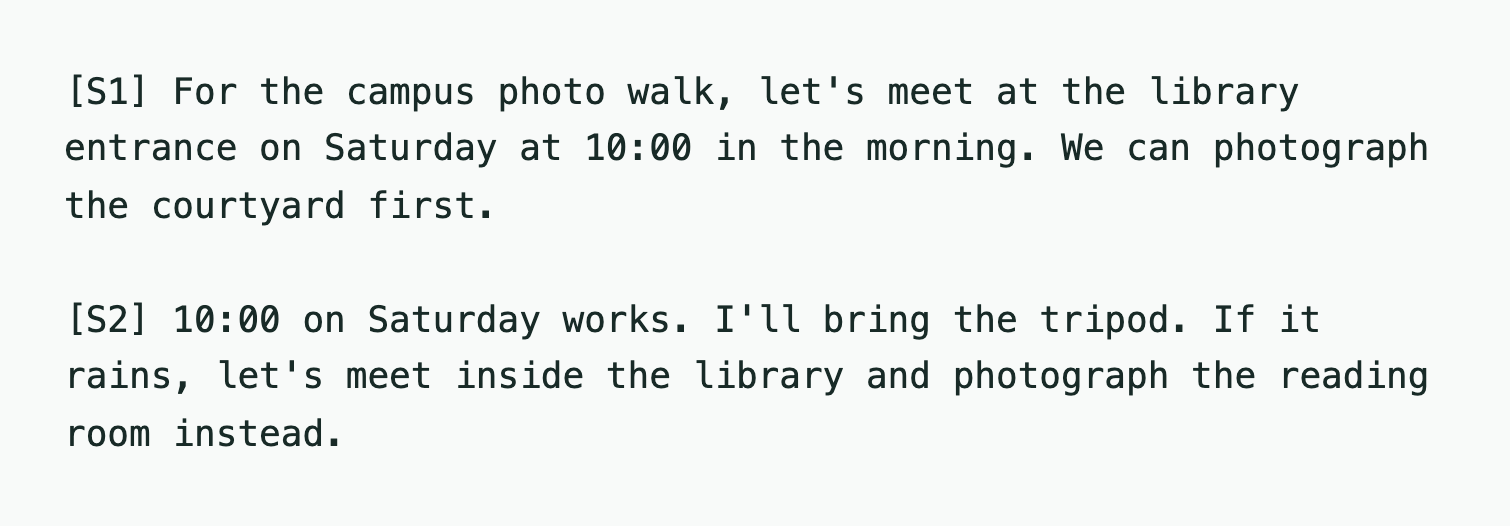 [S1] For the campus photo walk, let's meet at the library
entrance on Saturday at 10:00 in the morning. We can photograph
the courtyard first.
[S2] 10:00 on Saturday works. I'll bring the tripod. If it
rains, let's meet inside the library and photograph the reading
room instead.